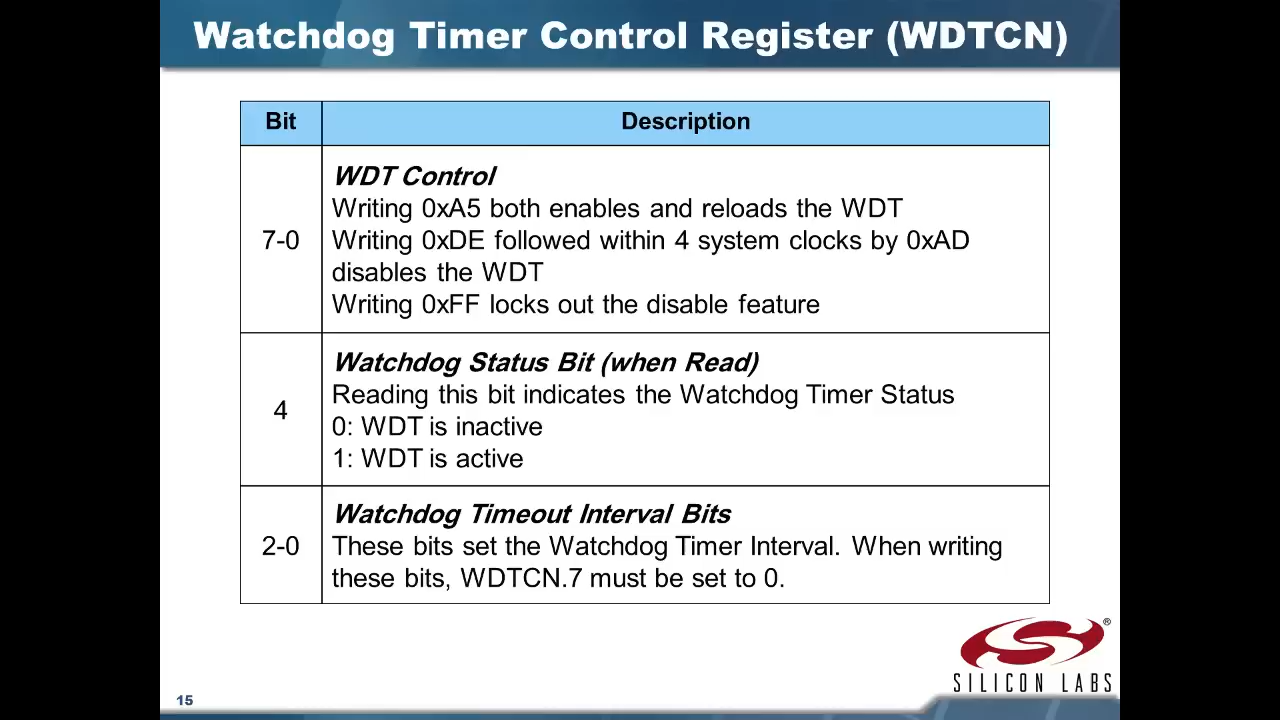 Watchdog Timer Control Register (WDTCN)
Bit
Description
7-0
WDT Control
Writing 0xA5 both enables and reloads the WDT
Writing 0xDE followed within 4 system clocks by 0xAD
disables the WDT
Writing 0xFF locks out the disable feature
4
Watchdog Status Bit (when Read)
Reading this bit indicates the Watchdog Timer Status
0: WDT is inactive
1: WDT is active
2-0
Watchdog Timeout Interval Bits
These bits set the Watchdog Timer Interval. When writing
these bits, WDTCN.7 must be set to 0.
®
SILICON LABS
15